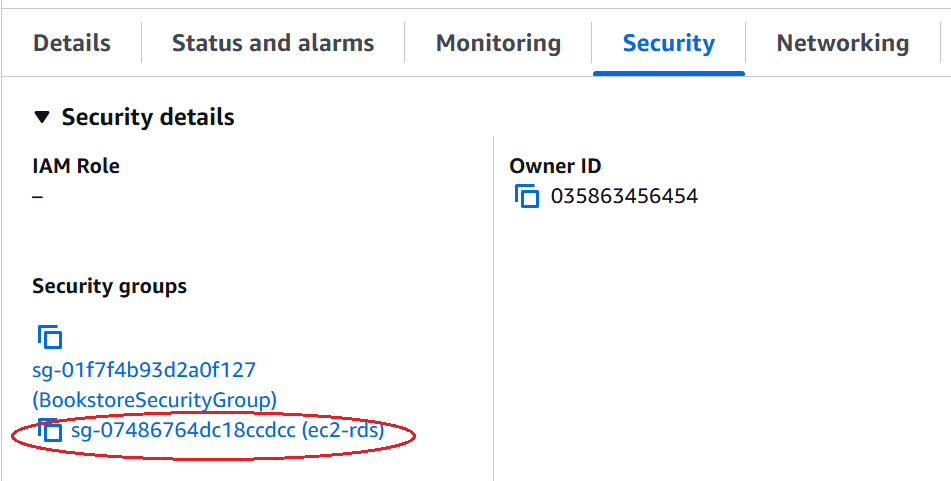 Details Status and alarms Monitoring Security Networking
Security details
IAM Role
–
Owner ID
035863456454
Security groups
sg-01f7f4b93d2a0f127
(BookstoreSecurityGroup)
sg-07486764dc18ccdcc (ec2-rds)